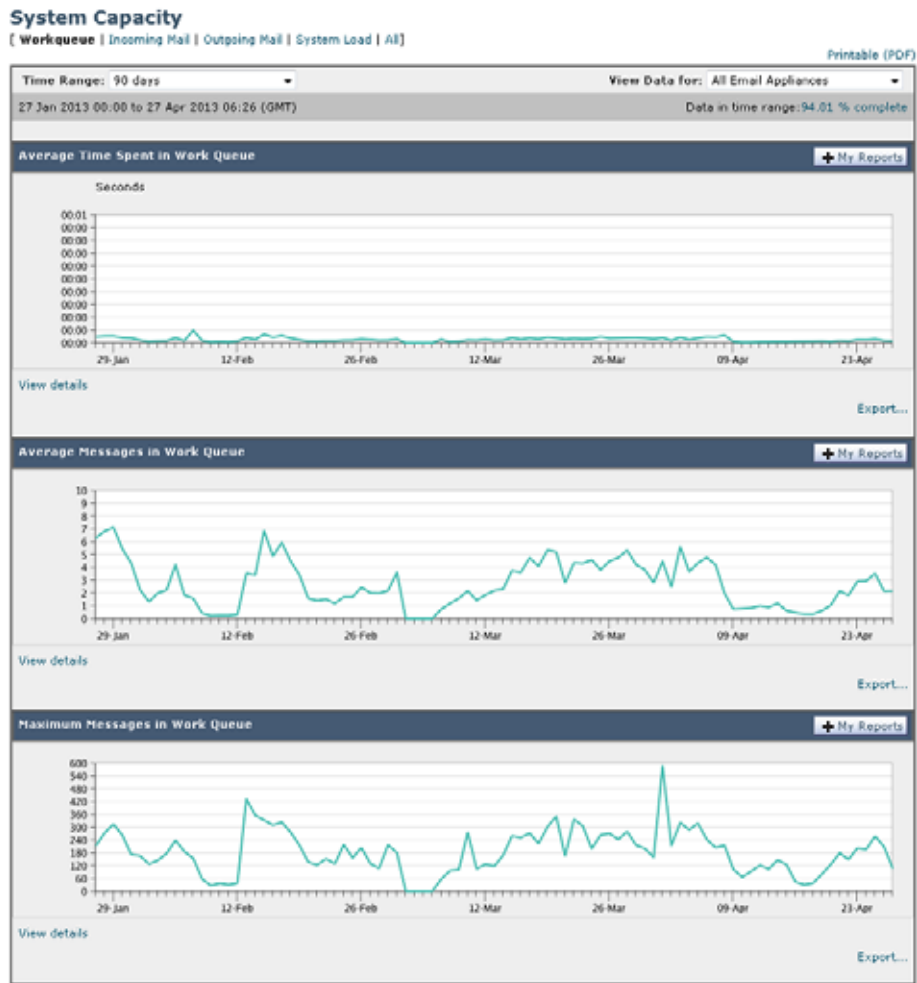 System Capacity
[ Workqueue | Incoming Mail | Outgoing Mail | System Load | All]
Printable (PDF)
Time Range: 90 days View Data for: All Email Appliances
27 Jan 2013 00:00 to 27 Apr 2013 06:26 (GMT) Data in time range:94.01 % complete
Average Time Spent in Work Queue + My Reports
Seconds
00:01
00:00
00:00
00:00
00:00
00:00
00:00
00:00
00:00
00:00
00:00
29-Jan 12-Feb 26-Feb 12-Mar 26-Mar 09-Apr 23-Apr
View details
Export...
Average Messages in Work Queue + My Reports
10
9
8
7
6
5
4
3
2
1
0
29-Jan 12-Feb 26-Feb 12-Mar 26-Mar 09-Apr 23-Apr
View details
Export...
Maximum Messages in Work Queue + My Reports
600
540
480
420
360
300
240
180
120
60
0
29-Jan 12-Feb 26-Feb 12-Mar 26-Mar 09-Apr 23-Apr
View details
Export...